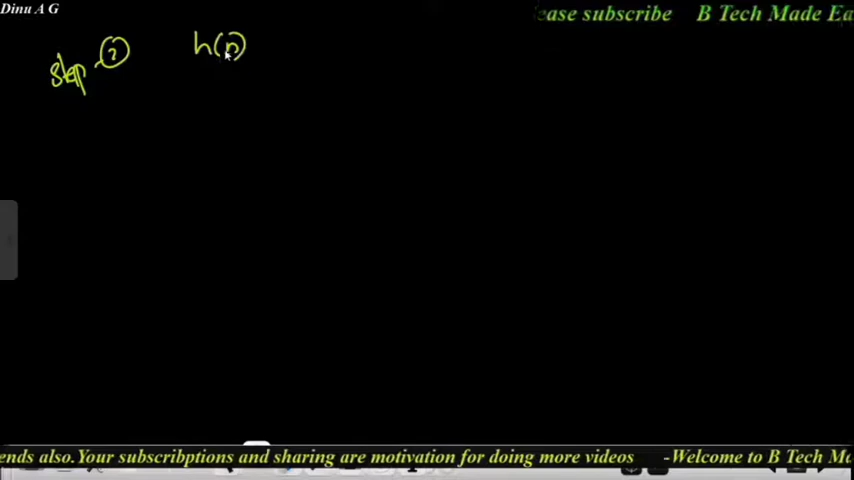 Dinu A G
ease subscribe B Tech Made Ea
step - 2 h(n)
ends also.Your subscribptions and sharing are motivation for doing more videos -Welcome to B Tech Ma